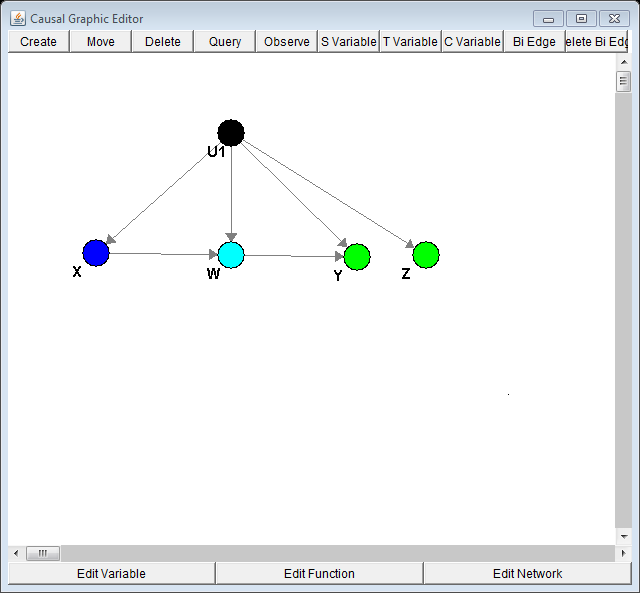 Causal Graphic Editor
Create Move Delete Query Observe S Variable T Variable C Variable Bi Edge elete Bi Edg
U1
X W Y Z
Edit Variable Edit Function Edit Network